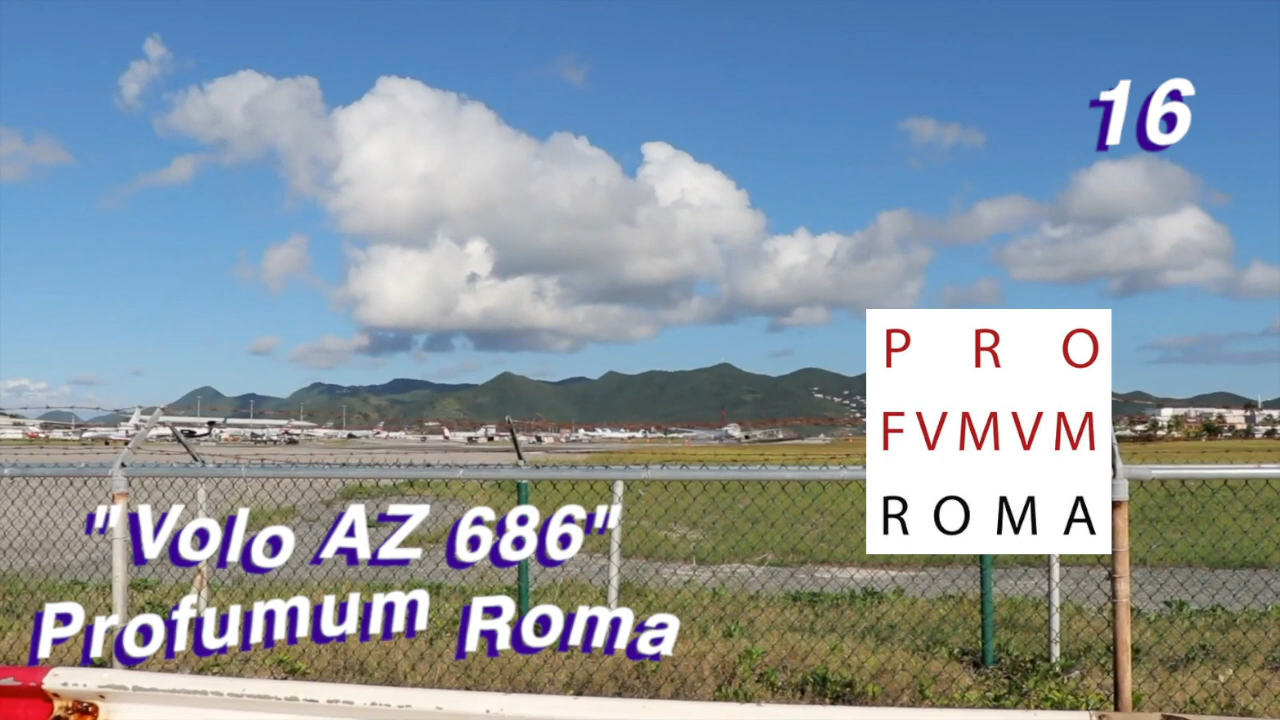 16
P R O
FVMVM
ROMA
"Volo AZ 686"
Profumum Roma